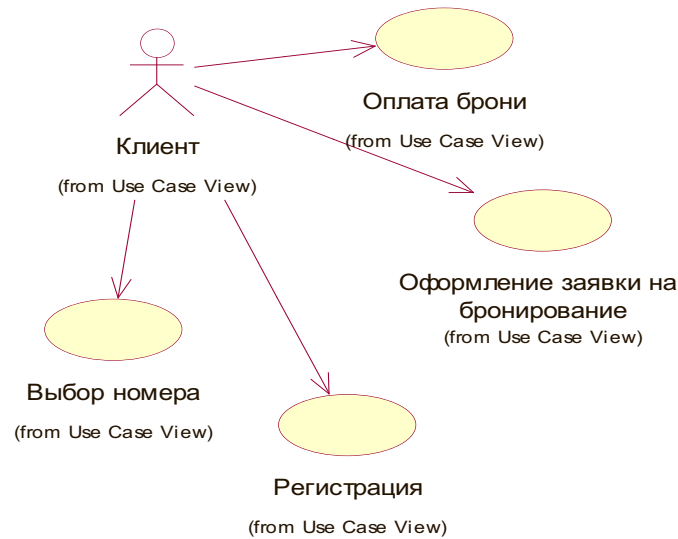 Оплата брони
(from Use Case View)
Клиент
(from Use Case View)
Оформление заявки на
бронирование
(from Use Case View)
Выбор номера
(from Use Case View)
Регистрация
(from Use Case View)